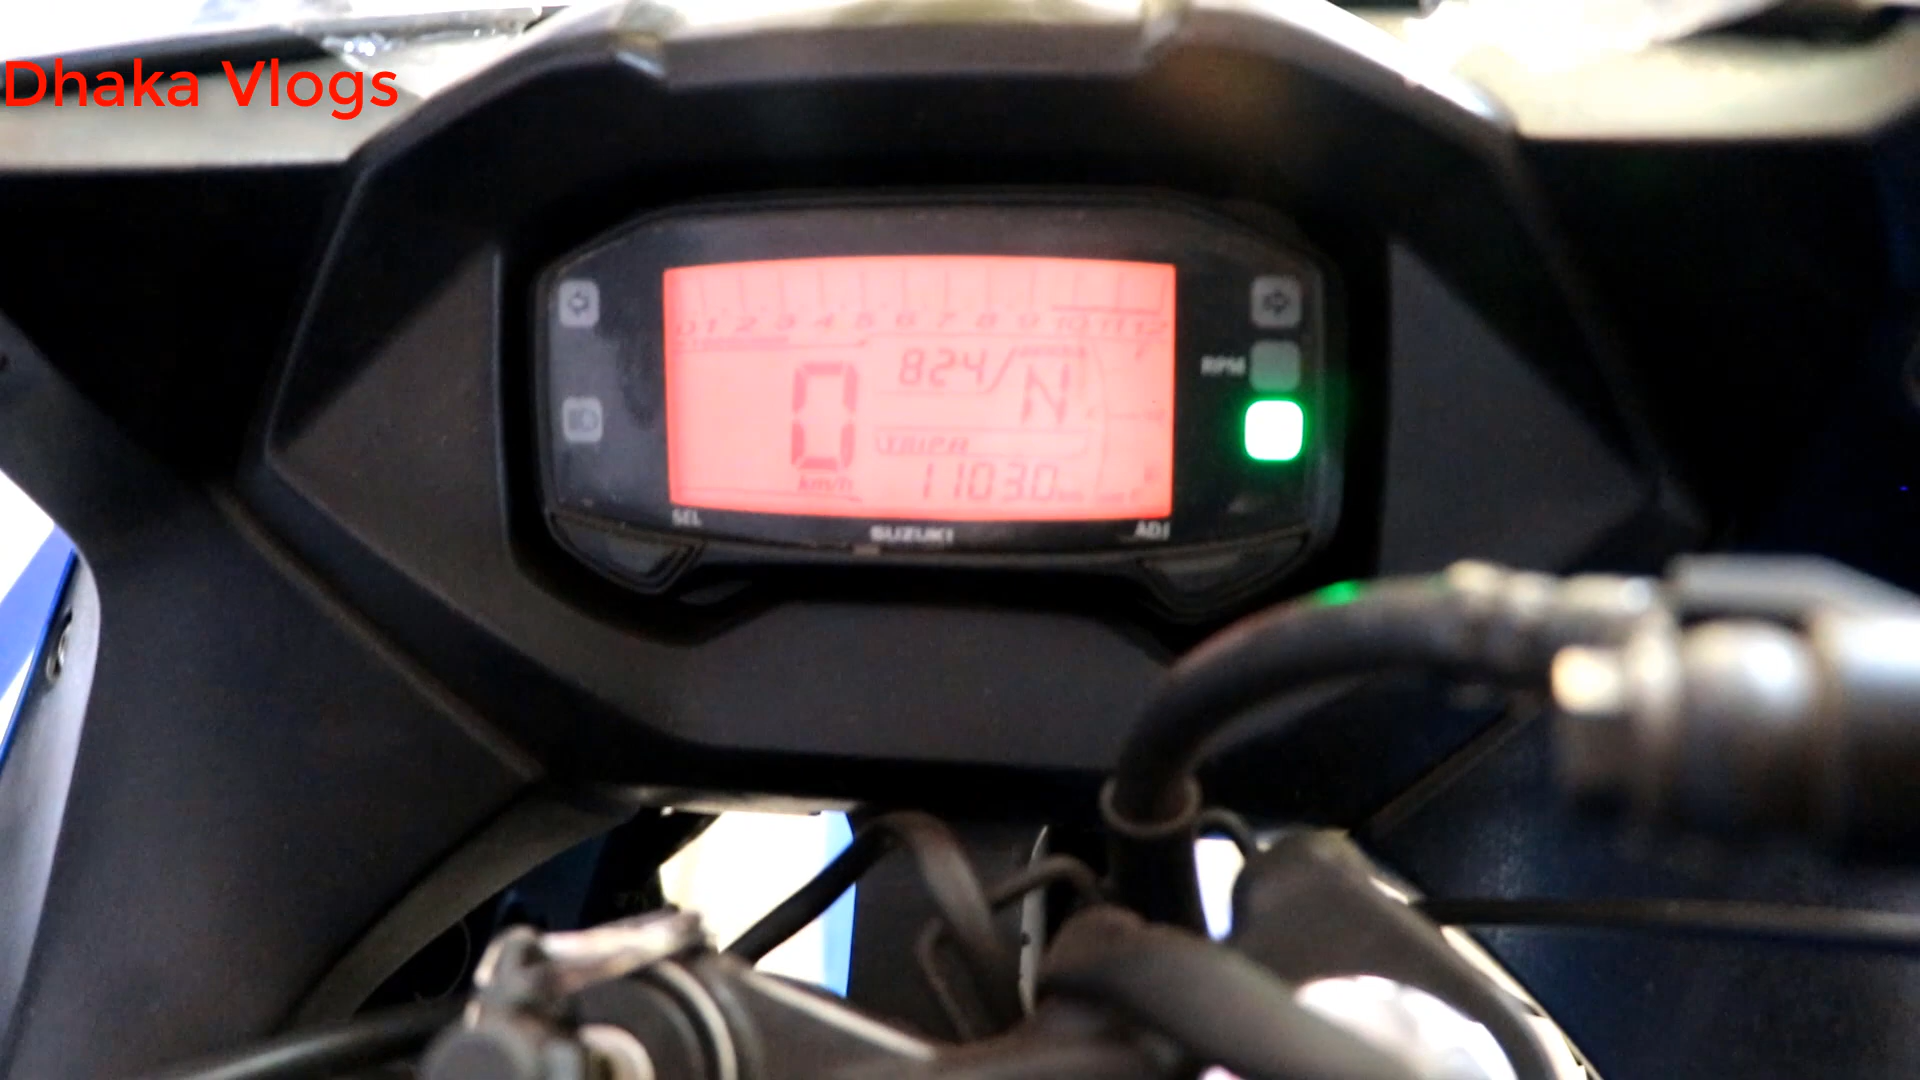 Dhaka Vlogs
0 1 2 3 4 5 6 7 8 9 10 11 12
824 N
RPM
0
TRIP
km/h
1103.0
SEL
SUZUKI
ADJ